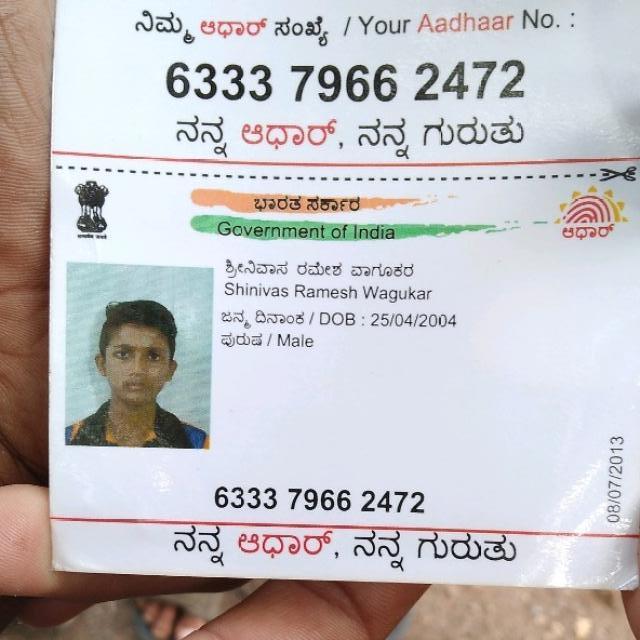 ನಿಮ್ಮ ಆಧಾರ್ ಸಂಖ್ಯೆ / Your Aadhaar No. :
6333 7966 2472
ನನ್ನ ಆಧಾರ್, ನನ್ನ ಗುರುತು
ಭಾರತ ಸರ್ಕಾರ
Government of India
ಆಧಾರ್
ಶ್ರೀನಿವಾಸ ರಮೇಶ ವಾಗೂಕರ
Shinivas Ramesh Wagukar
ಜನ್ಮ ದಿನಾಂಕ / DOB : 25/04/2004
ಪುರುಷ / Male
08/07/2013
6333 7966 2472
ನನ್ನ ಆಧಾರ್, ನನ್ನ ಗುರುತು